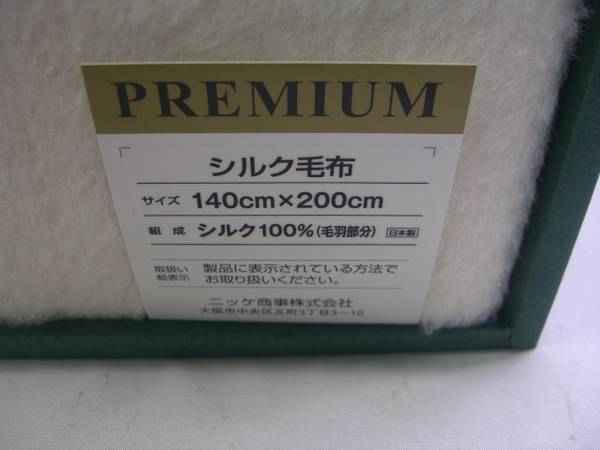 PREMIUM
シルク毛布
サイズ 140cm×200cm
組成 シルク100%(毛羽部分) 日本製
取扱い 製品に表示されている方法で
絵表示 お取り扱いください。
ニッケ商事株式会社
大阪市中央区瓦町3丁目3-10